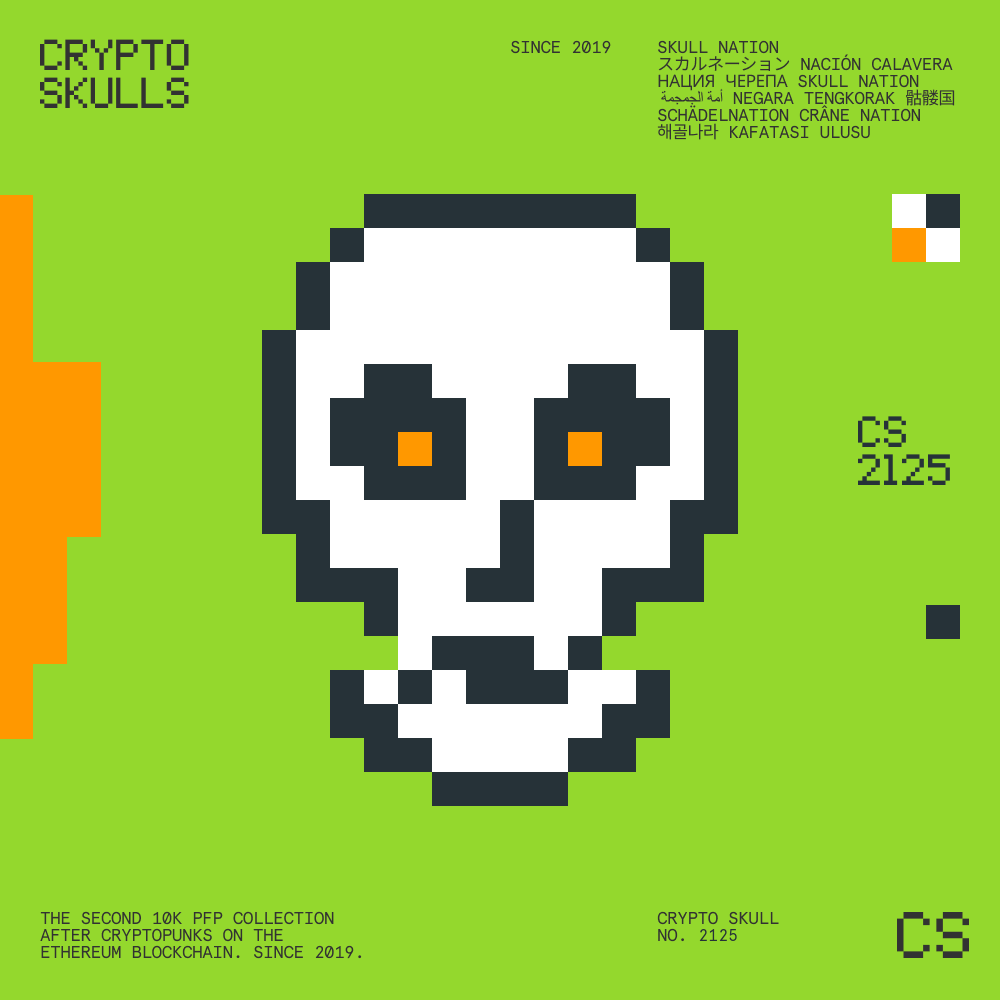 CRYPTO
SKULLS
SINCE 2019
SKULL NATION
スカルネーション NACIÓN CALAVERA
НАЦИЯ ЧЕРЕПА SKULL NATION
أمة الجمجمة NEGARA TENGKORAK 骷髅国
SCHÄDELNATION CRÂNE NATION
해골나라 KAFATASI ULUSU
CS
2125
THE SECOND 10K PFP COLLECTION
AFTER CRYPTOPUNKS ON THE
ETHEREUM BLOCKCHAIN. SINCE 2019.
CRYPTO SKULL
NO. 2125
CS